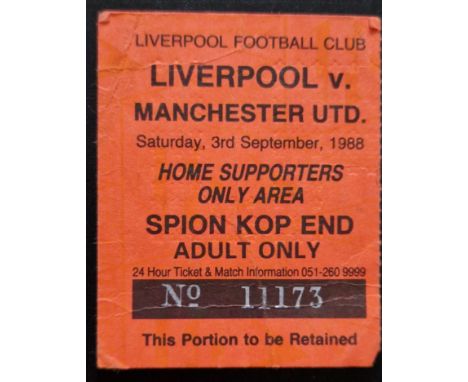 LIVERPOOL FOOTBALL CLUB
LIVERPOOL v.
MANCHESTER UTD.
Saturday, 3rd September, 1988
HOME SUPPORTERS
ONLY AREA
SPION KOP END
ADULT ONLY
24 Hour Ticket & Match Information 051-260 9999
Nº 11173
This Portion to be Retained